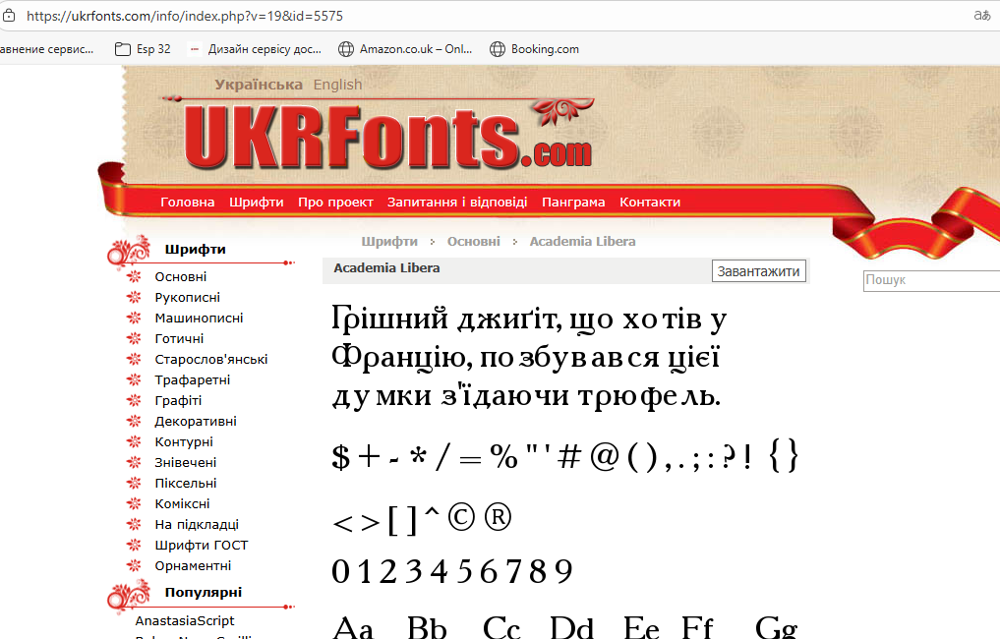 https://ukrfonts.com/info/index.php?v=19&id=5575
авнение сервис...
Esp 32
Дизайн сервісу дос...
Amazon.co.uk – Onl...
Booking.com
Українська English
UKRFonts.com
Головна Шрифти Про проект Запитання і відповіді Панграма Контакти
Шрифти > Основні > Academia Libera
Academia Libera
Завантажити
Пошук
Шрифти
Основні
Рукописні
Машинописні
Готичні
Старослов'янські
Трафаретні
Графіті
Декоративні
Контурні
Знівечені
Піксельні
Комікcні
На підкладці
Шрифти ГОСТ
Орнаментні
Популярні
AnastasiaScript
Грішний джиґіт, що хотів у
Францію, позбувався цієї
думки з'їдаючи трюфель.
$ + - * / = % " ' # @ ( ) , . ; : ? ! { }
< > [ ] ^ © ®
0 1 2 3 4 5 6 7 8 9
Aa Bb Cc Dd Ee Ff Gg